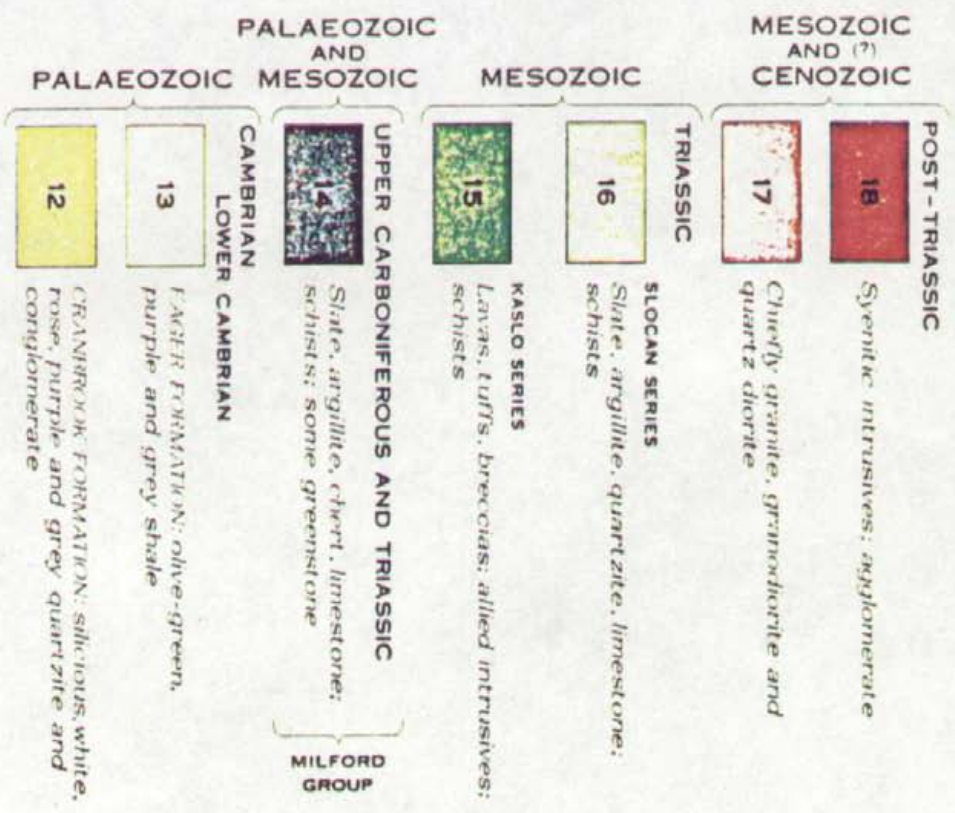 MESOZOIC
AND (?)
CENOZOIC
POST-TRIASSIC
18
Syenitic intrusives; agglomerate
17
Chiefly granite, granodiorite and
quartz diorite
MESOZOIC
TRIASSIC
SLOCAN SERIES
16
Slate, argillite, quartzite, limestone;
schists
KASLO SERIES
15
Lavas, tuffs, breccias; allied intrusives;
schists
PALAEOZOIC
AND
MESOZOIC
UPPER CARBONIFEROUS AND TRIASSIC
14
Slate, argillite, chert, limestone;
schists; some greenstone
MILFORD
GROUP
PALAEOZOIC
CAMBRIAN
LOWER CAMBRIAN
13
EAGER FORMATION: olive-green,
purple and grey shale
12
CRANBROOK FORMATION: silicious, white,
rose, purple and grey quartzite and
conglomerate